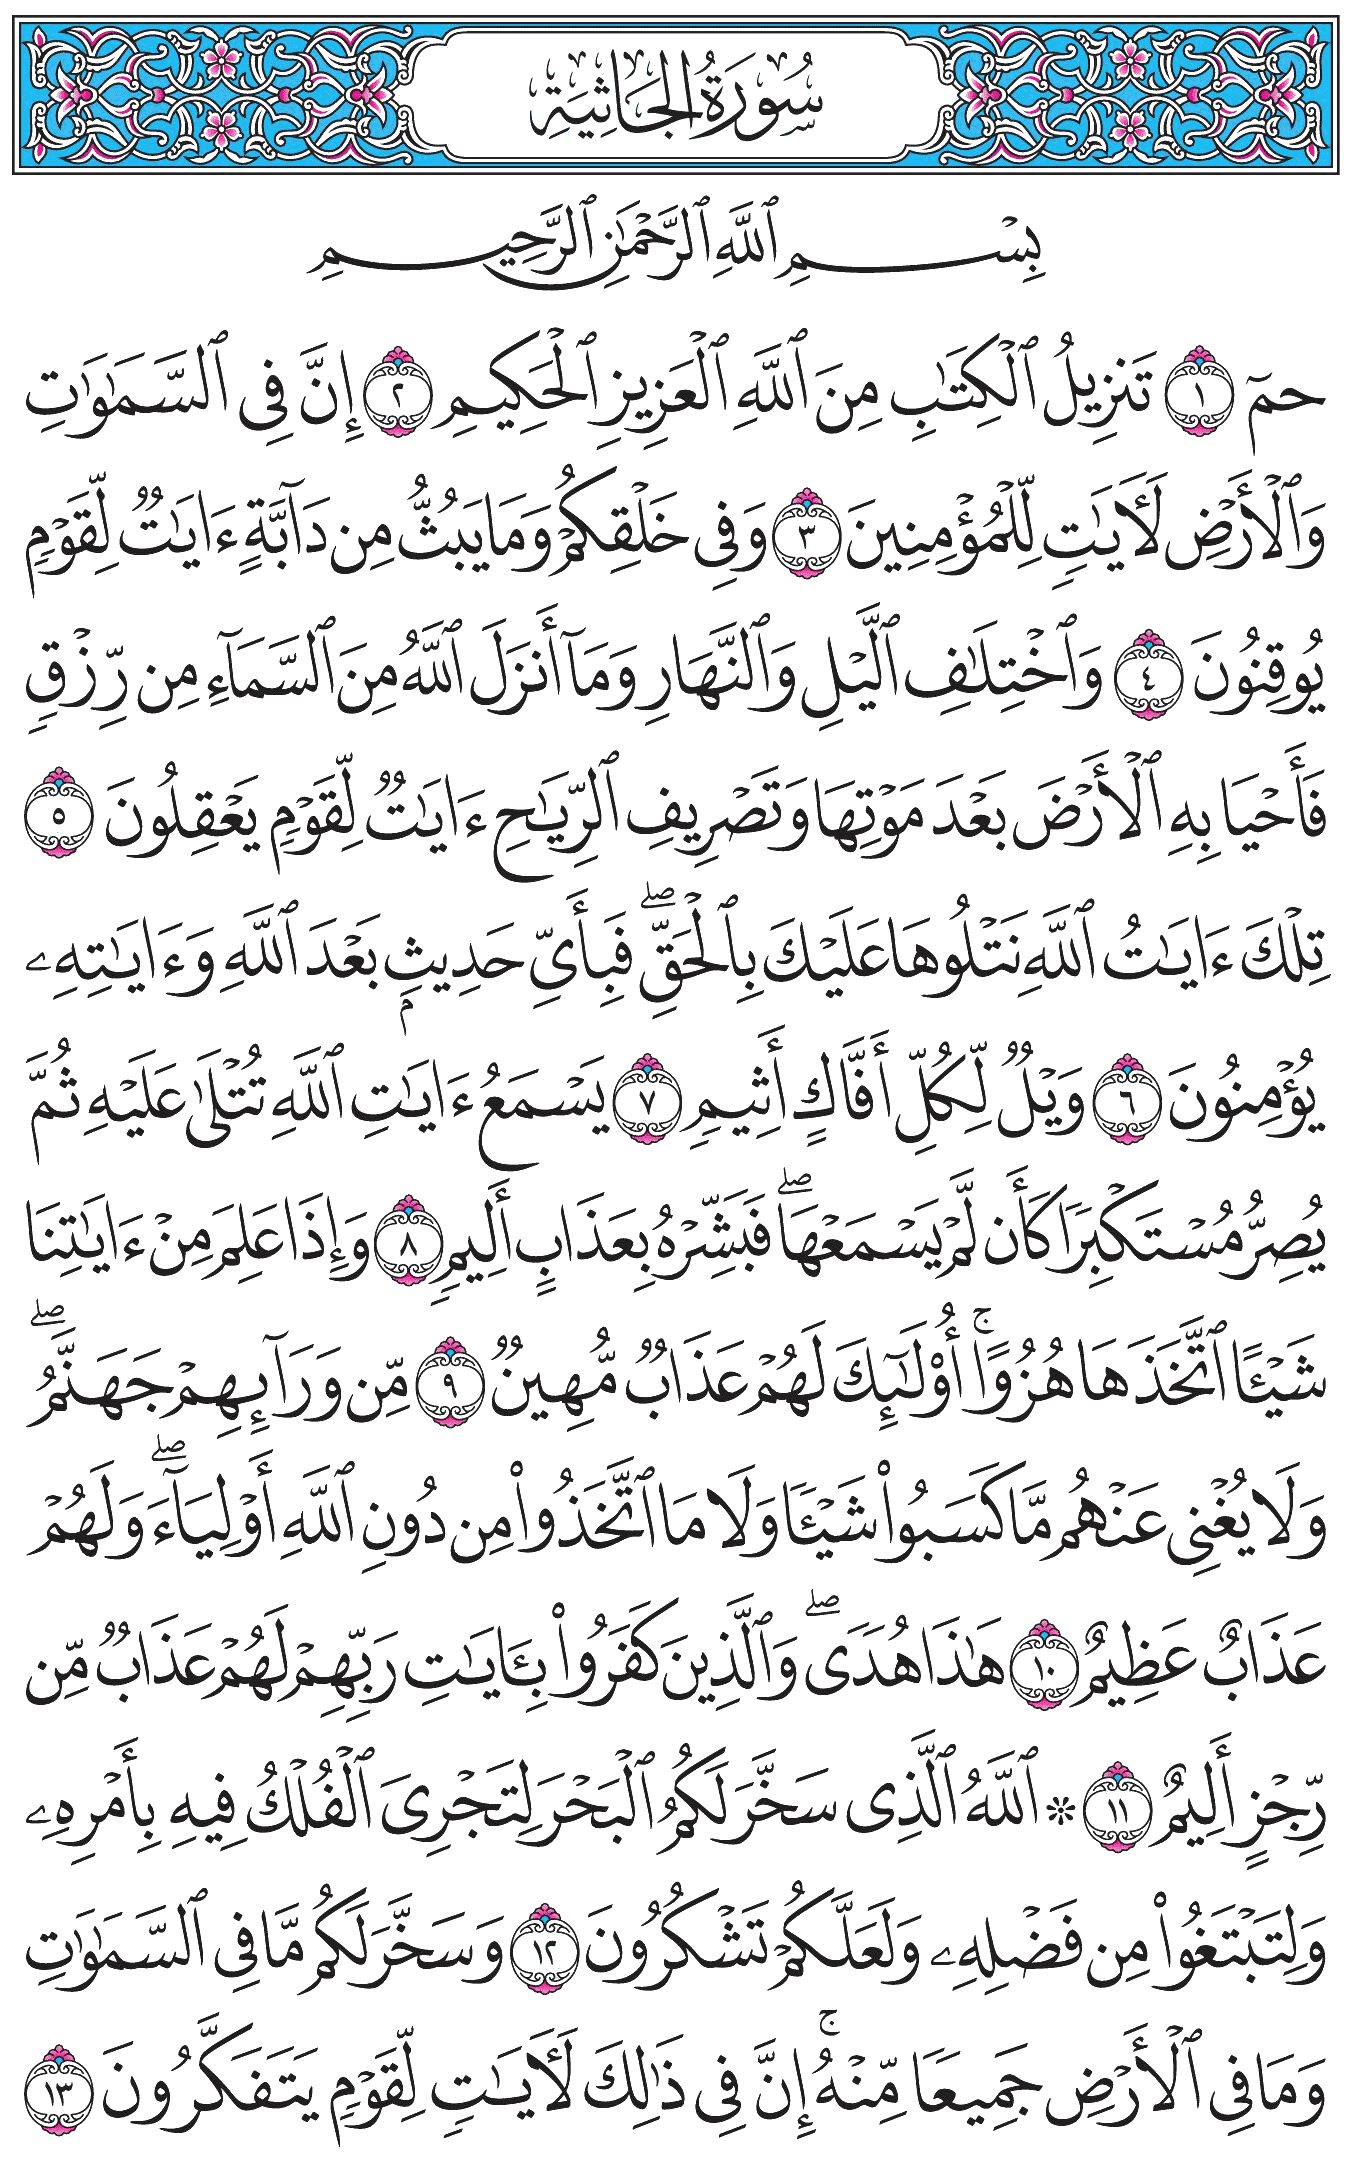 سُورَةُ الجَاثِيَةِ
بِسْمِ ٱللَّهِ ٱلرَّحْمَٰنِ ٱلرَّحِيمِ
حمٓ ١ تَنزِيلُ ٱلْكِتَٰبِ مِنَ ٱللَّهِ ٱلْعَزِيزِ ٱلْحَكِيمِ ٢ إِنَّ فِى ٱلسَّمَٰوَٰتِ
وَٱلْأَرْضِ لَءَايَٰتٍ لِّلْمُؤْمِنِينَ ٣ وَفِى خَلْقِكُمْ وَمَا يَبُثُّ مِن دَآبَّةٍ ءَايَٰتٌ لِّقَوْمٍ
يُوقِنُونَ ٤ وَٱخْتِلَٰفِ ٱلَّيْلِ وَٱلنَّهَارِ وَمَآ أَنزَلَ ٱللَّهُ مِنَ ٱلسَّمَآءِ مِن رِّزْقٍ
فَأَحْيَا بِهِ ٱلْأَرْضَ بَعْدَ مَوْتِهَا وَتَصْرِيفِ ٱلرِّيَٰحِ ءَايَٰتٌ لِّقَوْمٍ يَعْقِلُونَ ٥
تِلْكَ ءَايَٰتُ ٱللَّهِ نَتْلُوهَا عَلَيْكَ بِٱلْحَقِّ ۖ فَبِأَىِّ حَدِيثٍۭ بَعْدَ ٱللَّهِ وَءَايَٰتِهِۦ
يُؤْمِنُونَ ٦ وَيْلٌ لِّكُلِّ أَفَّاكٍ أَثِيمٍ ٧ يَسْمَعُ ءَايَٰتِ ٱللَّهِ تُتْلَىٰ عَلَيْهِ ثُمَّ
يُصِرُّ مُسْتَكْبِرًا كَأَن لَّمْ يَسْمَعْهَا ۖ فَبَشِّرْهُ بِعَذَابٍ أَلِيمٍ ٨ وَإِذَا عَلِمَ مِنْ ءَايَٰتِنَا
شَيْـًٔا ٱتَّخَذَهَا هُزُوًا ۚ أُو۟لَٰٓئِكَ لَهُمْ عَذَابٌ مُّهِينٌ ٩ مِّن وَرَآئِهِمْ جَهَنَّمُ ۖ
وَلَا يُغْنِى عَنْهُم مَّا كَسَبُوا۟ شَيْـًٔا وَلَا مَا ٱتَّخَذُوا۟ مِن دُونِ ٱللَّهِ أَوْلِيَآءَ ۖ وَلَهُمْ
عَذَابٌ عَظِيمٌ ١٠ هَٰذَا هُدًى ۖ وَٱلَّذِينَ كَفَرُوا۟ بِـَٔايَٰتِ رَبِّهِمْ لَهُمْ عَذَابٌ مِّن
رِّجْزٍ أَلِيمٌ ١١ ۞ ٱللَّهُ ٱلَّذِى سَخَّرَ لَكُمُ ٱلْبَحْرَ لِتَجْرِىَ ٱلْفُلْكُ فِيهِ بِأَمْرِهِۦ
وَلِتَبْتَغُوا۟ مِن فَضْلِهِۦ وَلَعَلَّكُمْ تَشْكُرُونَ ١٢ وَسَخَّرَ لَكُم مَّا فِى ٱلسَّمَٰوَٰتِ
وَمَا فِى ٱلْأَرْضِ جَمِيعًا مِّنْهُ ۚ إِنَّ فِى ذَٰلِكَ لَءَايَٰتٍ لِّقَوْمٍ يَتَفَكَّرُونَ ١٣